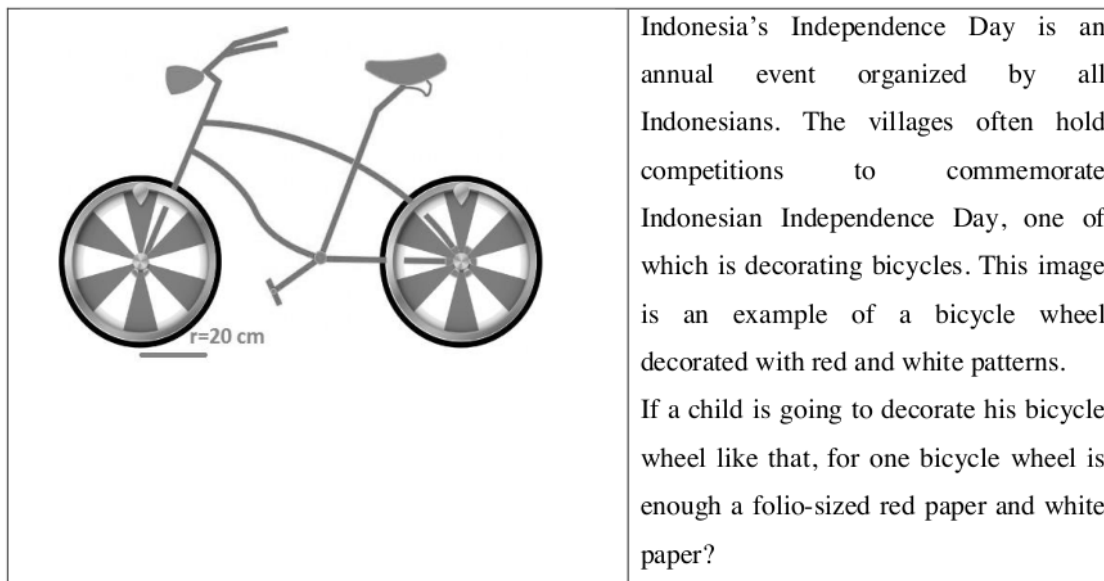 Indonesia's Independence Day is an
annual event organized by all
Indonesians. The villages often hold
competitions to commemorate
Indonesian Independence Day, one of
which is decorating bicycles. This image
is an example of a bicycle wheel
decorated with red and white patterns.
If a child is going to decorate his bicycle
wheel like that, for one bicycle wheel is
enough a folio-sized red paper and white
paper?
r=20 cm